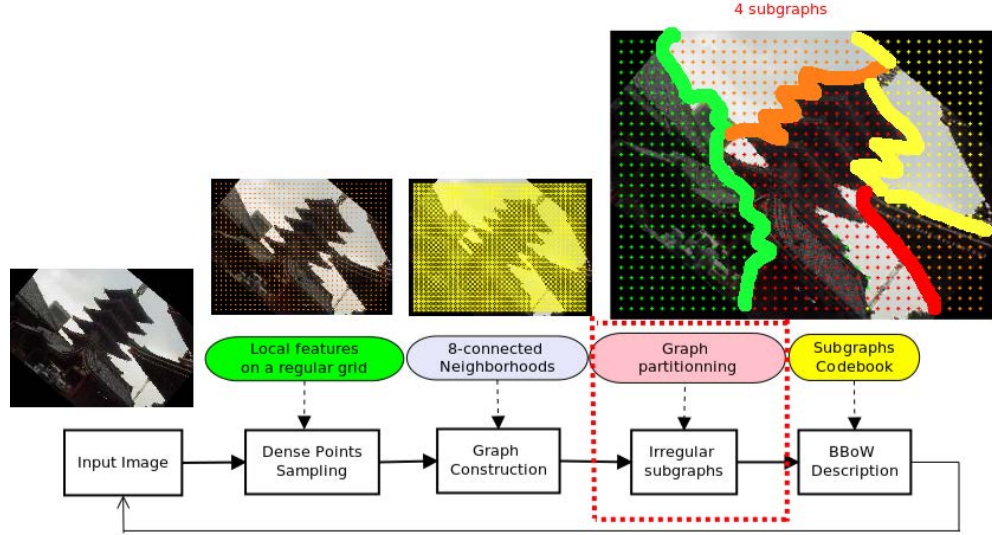 4 subgraphs
Local features
on a regular grid
8-connected
Neighborhoods
Graph
partitionning
Subgraphs
Codebook
Input Image
Dense Points
Sampling
Graph
Construction
Irregular
subgraphs
BBoW
Description